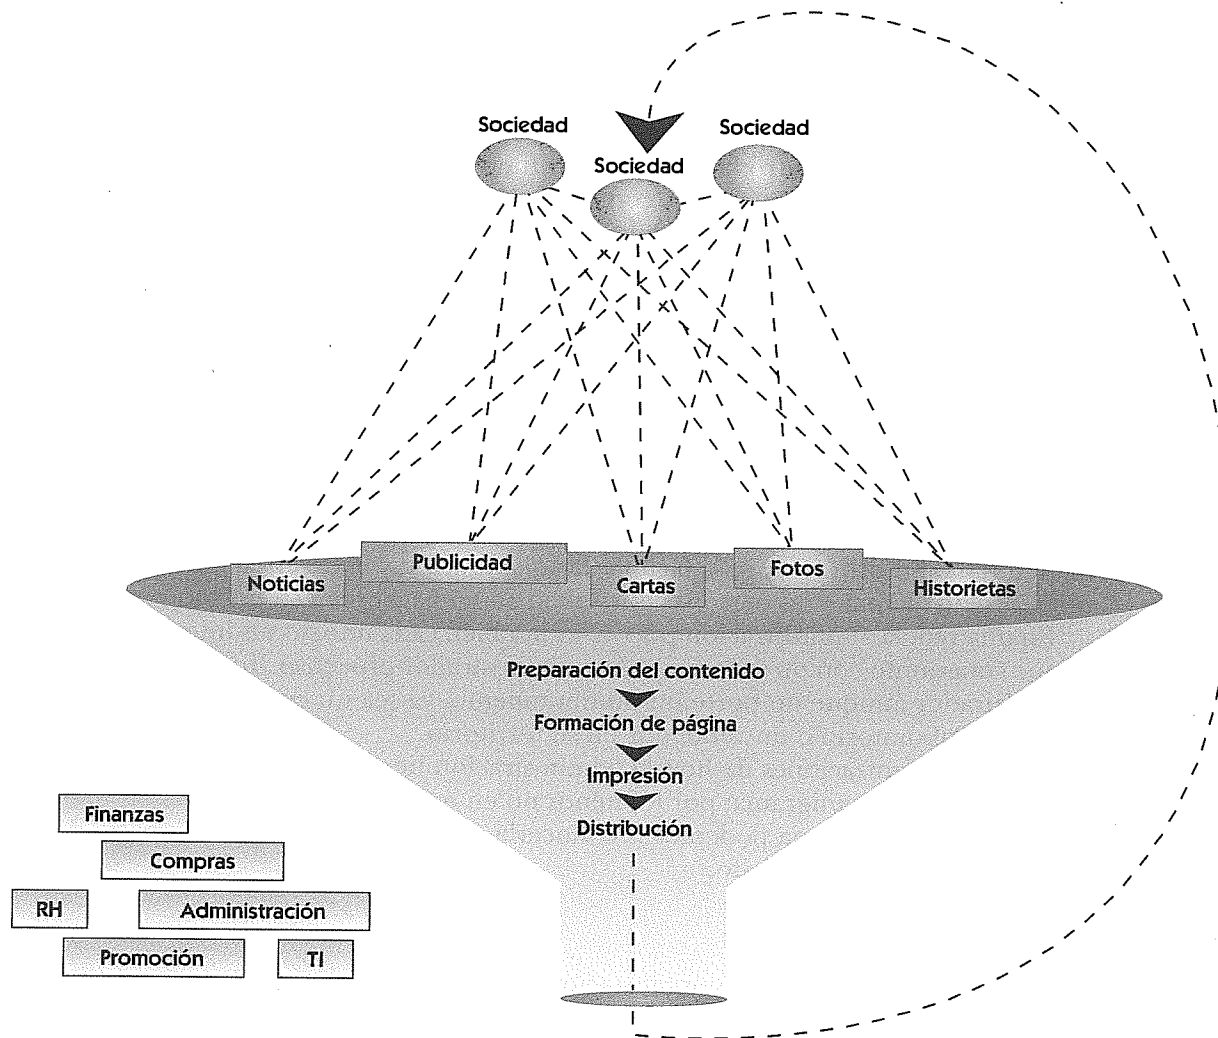 Sociedad
Sociedad
Sociedad
Noticias
Publicidad
Cartas
Fotos
Historietas
Preparación del contenido
Formación de página
Impresión
Distribución
Finanzas
Compras
RH
Administración
Promoción
TI